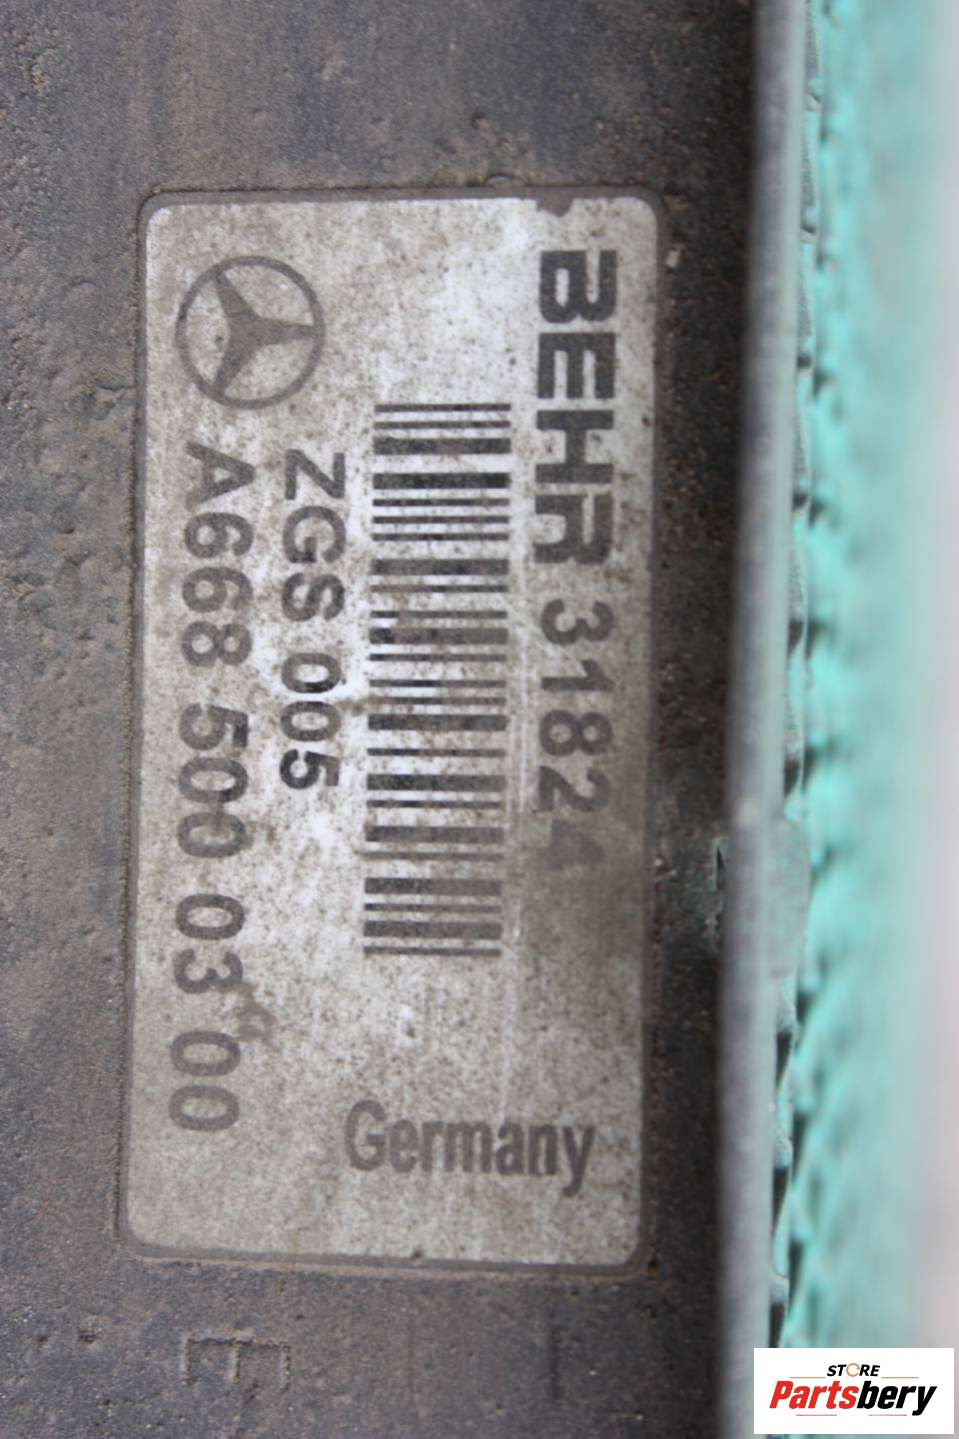 BEHR 31824
ZGS 005
A668 500 03 00
Germany
STORE
Partsbery